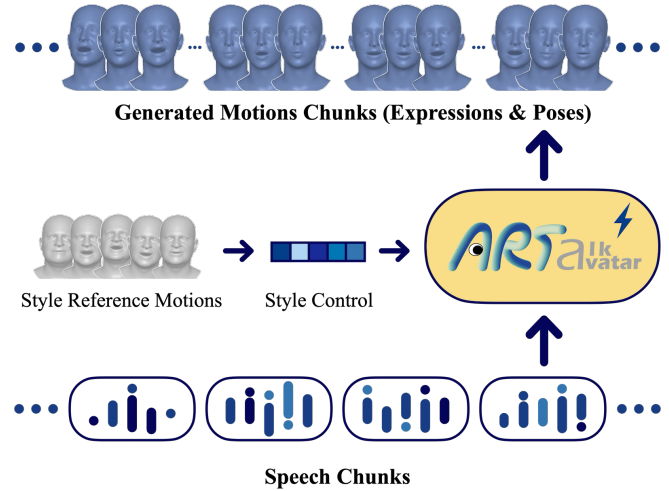 Generated Motions Chunks (Expressions & Poses)
ARTalk
Avatar
Style Reference Motions
Style Control
Speech Chunks